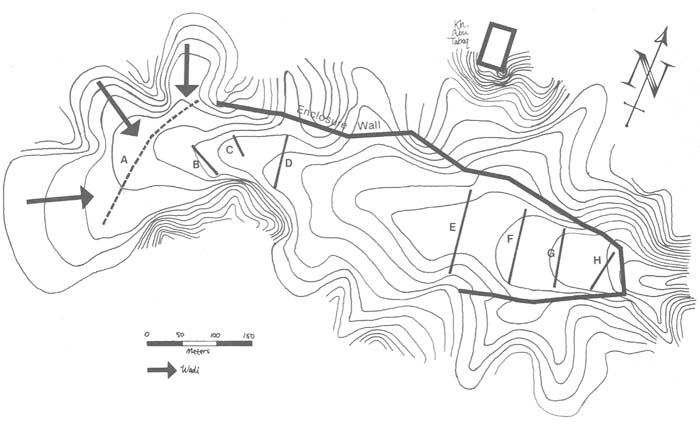 Kh.
Abu
Tabaq
N
Enclosure Wall
A
B
C
D
E
F
G
H
0 50 100 150
Meters
Wadi